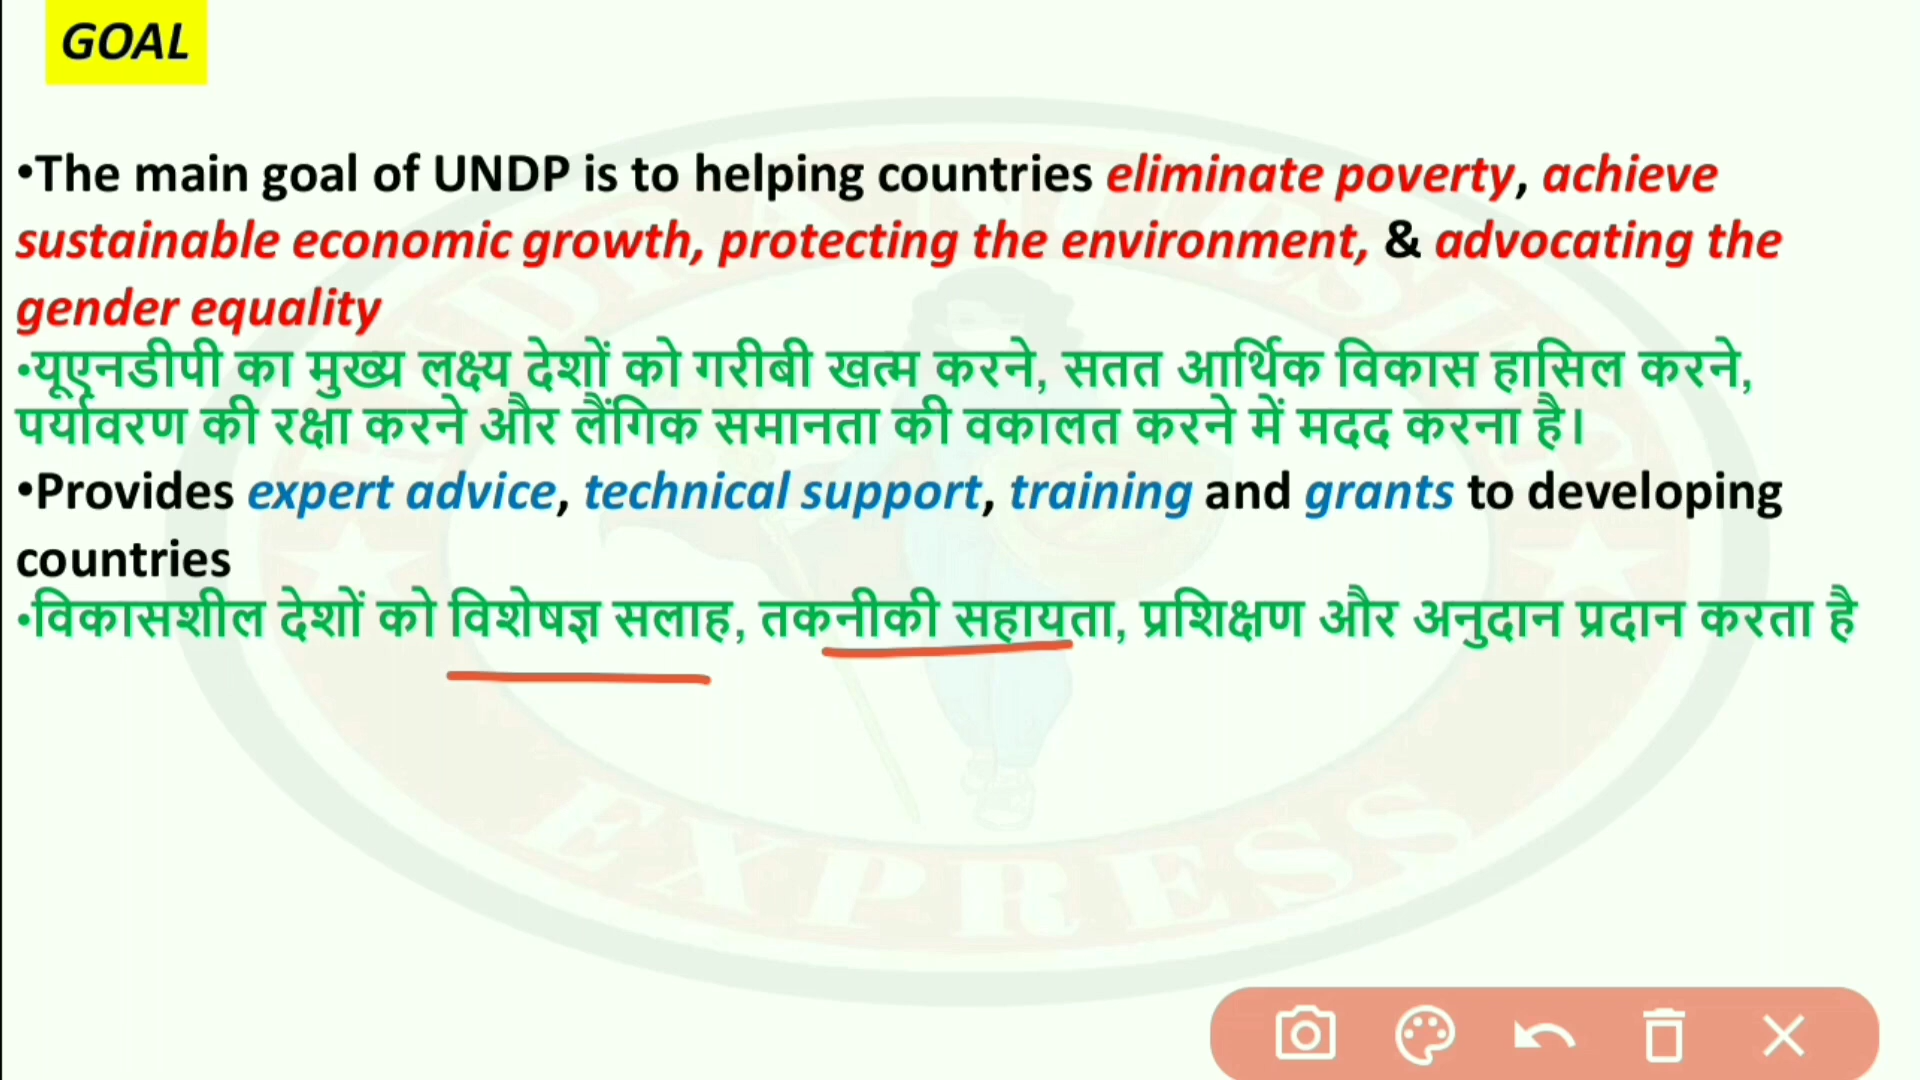 GOAL
•The main goal of UNDP is to helping countries eliminate poverty, achieve
sustainable economic growth, protecting the environment, & advocating the
gender equality
•यूएनडीपी का मुख्य लक्ष्य देशों को गरीबी खत्म करने, सतत आर्थिक विकास हासिल करने,
पर्यावरण की रक्षा करने और लैंगिक समानता की वकालत करने में मदद करना है।
•Provides expert advice, technical support, training and grants to developing
countries
•विकासशील देशों को विशेषज्ञ सलाह, तकनीकी सहायता, प्रशिक्षण और अनुदान प्रदान करता है
EXPRESS